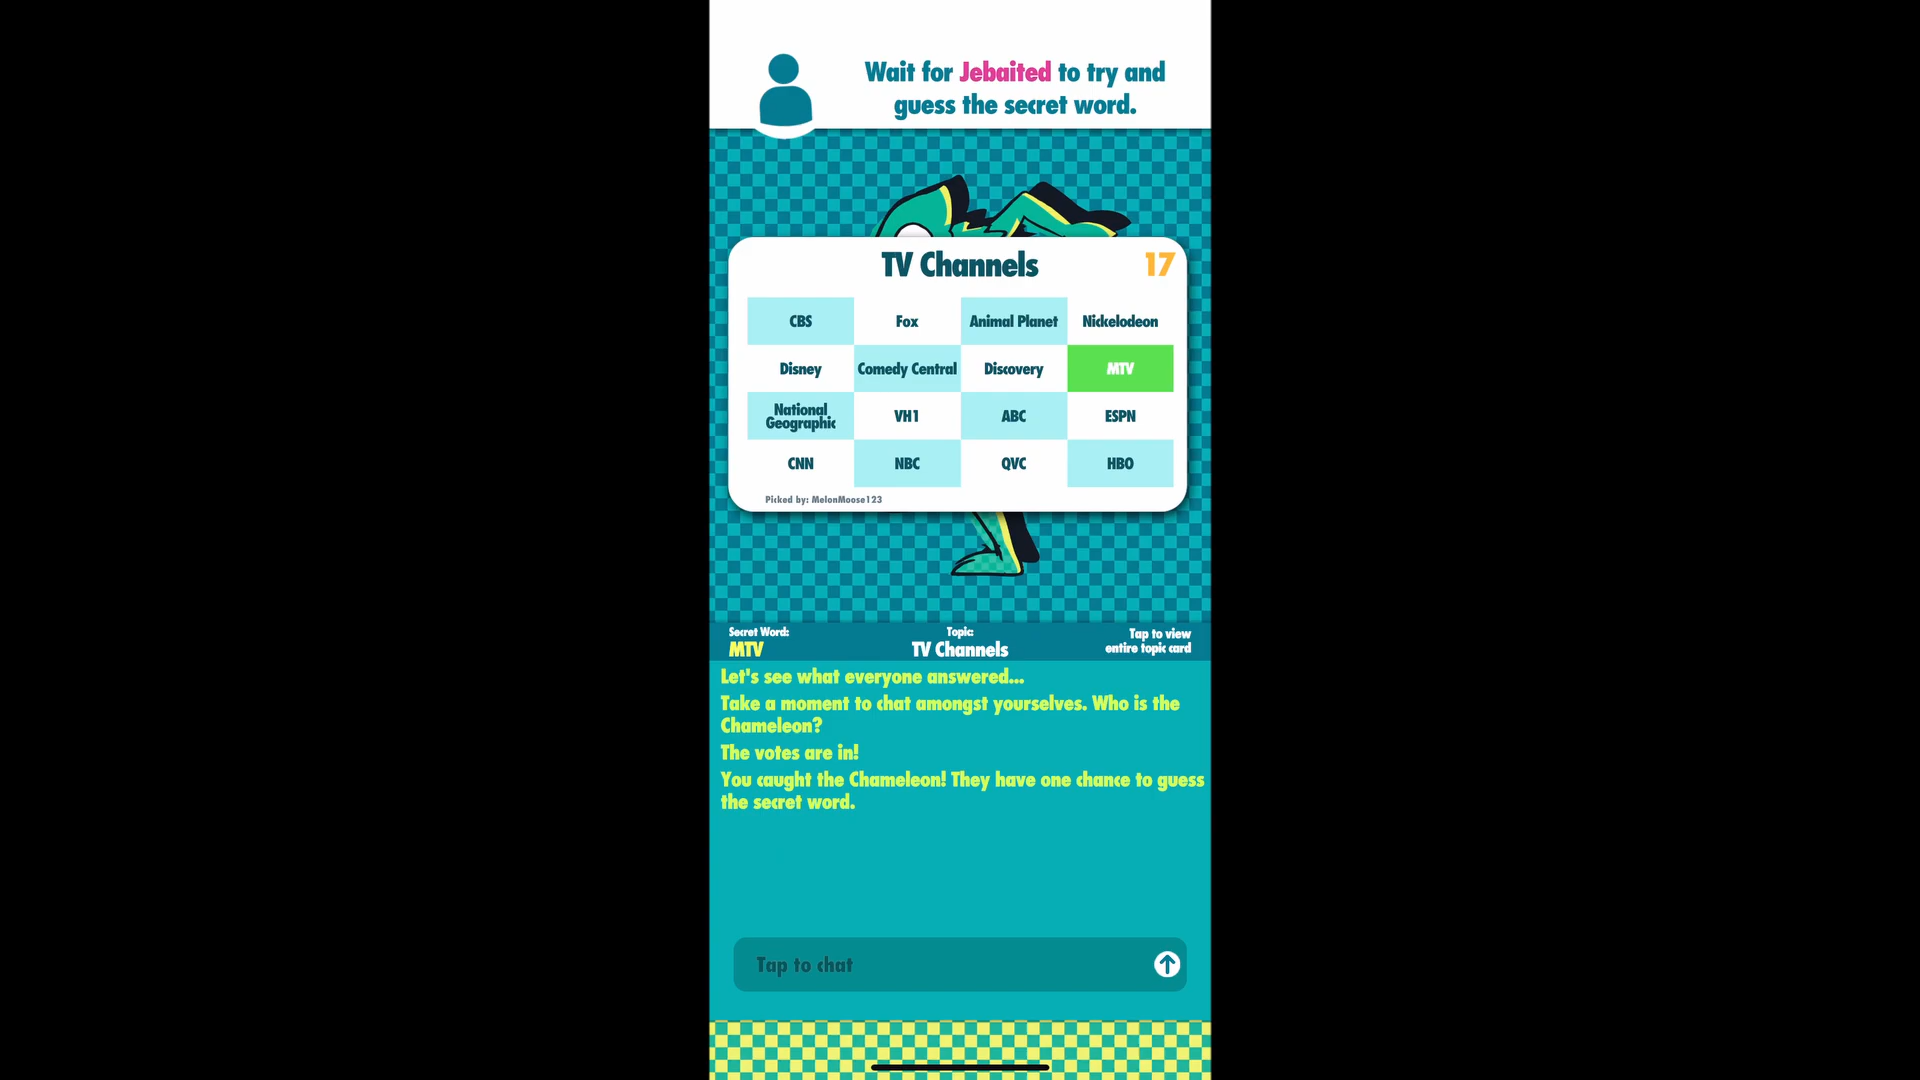 Wait for Jebaited to try and
guess the secret word.
TV Channels
17
CBS
Fox
Animal Planet
Nickelodeon
Disney
Comedy Central
Discovery
MTV
National
Geographic
VH1
ABC
ESPN
CNN
NBC
QVC
HBO
Picked by: MelonMoose123
Secret Word:
MTV
Topic:
TV Channels
Tap to view
entire topic card
Let's see what everyone answered...
Take a moment to chat amongst yourselves. Who is the
Chameleon?
The votes are in!
You caught the Chameleon! They have one chance to guess
the secret word.
Tap to chat